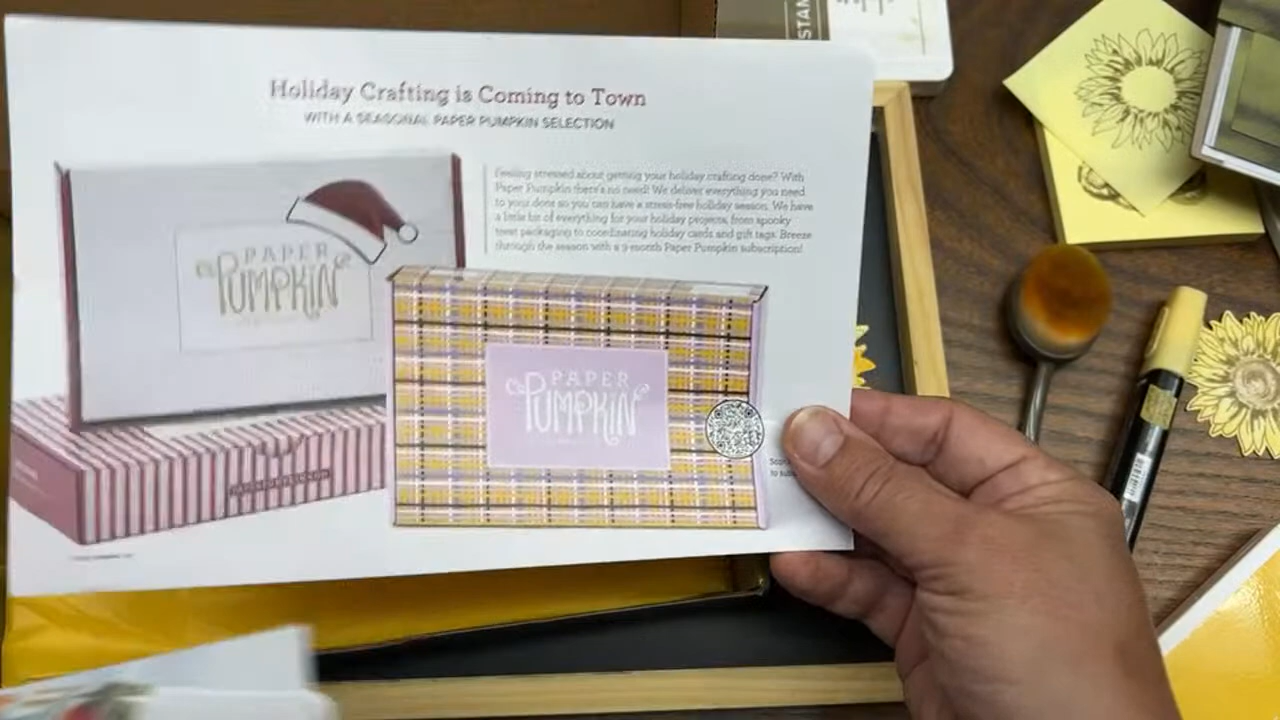 STAN
Holiday Crafting is Coming to Town
WITH A SEASONAL PAPER PUMPKIN SELECTION
Feeling stressed about getting your holiday crafting done? With
Paper Pumpkin there's no need! We deliver everything you need
to your door so you can have a stress-free holiday season. We have
a little bit of everything for your holiday projects, from spooky
treat packaging to coordinating holiday cards and gift tags. Breeze
through the season with a 9-month Paper Pumpkin subscription!
PAPER
PUMPKIN
PAPER
PUMPKIN